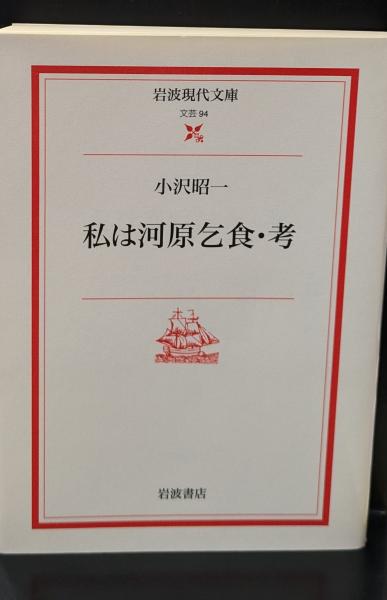 岩波現代文庫
文芸 94
小沢昭一
私は河原乞食・考
岩波書店